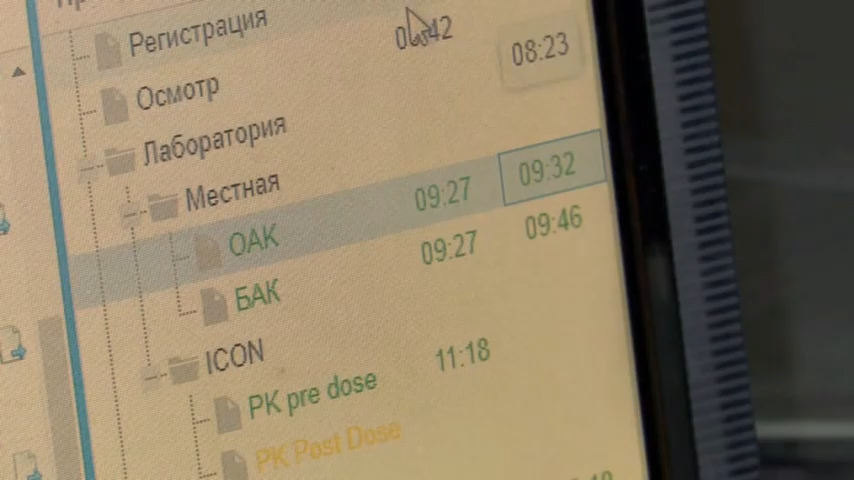 Регистрация
08:23
Осмотр
Лаборатория
Местная
ОАК 09:27 09:32
БАК 09:27 09:46
ICON
PK pre dose 11:18
PK Post Dose